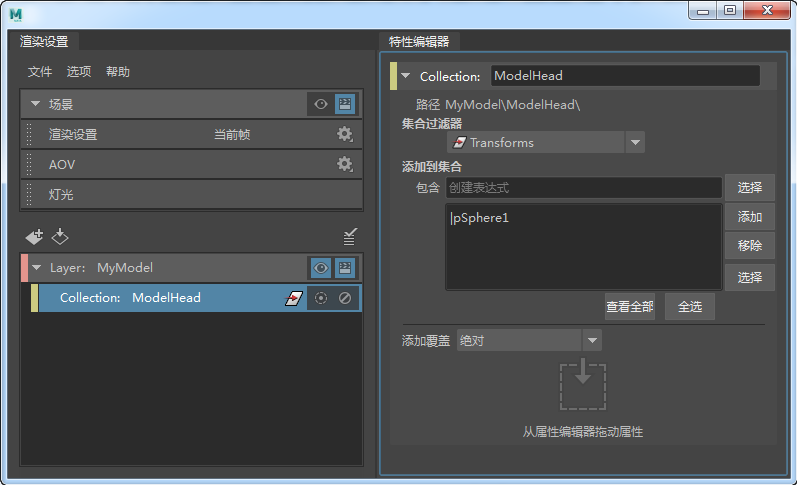 渲染设置
文件 选项 帮助
场景
渲染设置 当前帧
AOV
灯光
Layer: MyModel
Collection: ModelHead
特性编辑器
Collection: ModelHead
路径 MyModel\ModelHead\
集合过滤器
Transforms
添加到集合
包含 创建表达式 选择
|pSphere1
添加
移除
选择
查看全部 全选
添加覆盖 绝对
从属性编辑器拖动属性